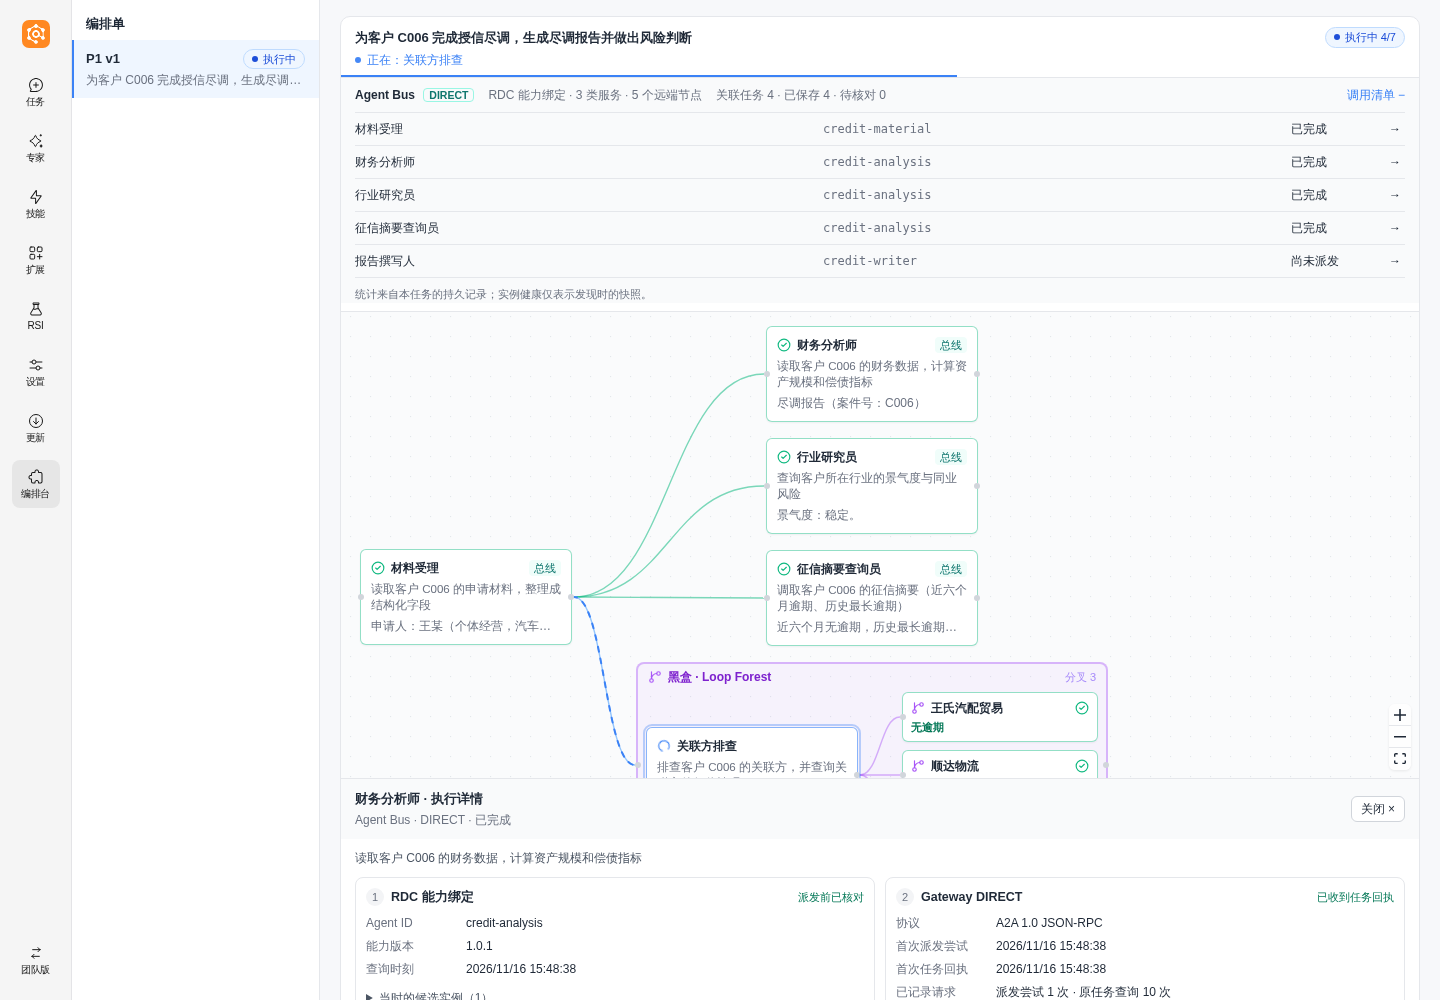 任务
专家
技能
扩展
RSI
设置
更新
编排台
团队版
编排单
P1 v1
执行中
为客户 C006 完成授信尽调，生成尽调…
为客户 C006 完成授信尽调，生成尽调报告并做出风险判断
执行中 4/7
正在：关联方排查
Agent Bus DIRECT RDC 能力绑定 · 3 类服务 · 5 个远端节点 关联任务 4 · 已保存 4 · 待核对 0 调用清单 −
材料受理 credit-material 已完成 →
财务分析师 credit-analysis 已完成 →
行业研究员 credit-analysis 已完成 →
征信摘要查询员 credit-analysis 已完成 →
报告撰写人 credit-writer 尚未派发 →
统计来自本任务的持久记录；实例健康仅表示发现时的快照。
财务分析师 总线
读取客户 C006 的财务数据，计算资
产规模和偿债指标
尽调报告（案件号：C006）
行业研究员 总线
查询客户所在行业的景气度与同业
风险
景气度：稳定。
材料受理 总线
读取客户 C006 的申请材料，整理成
结构化字段
申请人：王某（个体经营，汽车…
征信摘要查询员 总线
调取客户 C006 的征信摘要（近六个
月逾期、历史最长逾期）
近六个月无逾期，历史最长逾期…
黑盒 · Loop Forest 分叉 3
王氏汽配贸易
无逾期
关联方排查
排查客户 C006 的关联方，并查询关
顺达物流
财务分析师 · 执行详情
Agent Bus · DIRECT · 已完成
关闭 ×
读取客户 C006 的财务数据，计算资产规模和偿债指标
1 RDC 能力绑定 派发前已核对
Agent ID credit-analysis
能力版本 1.0.1
查询时刻 2026/11/16 15:48:38
▶ 当时的候选实例（1）
2 Gateway DIRECT 已收到任务回执
协议 A2A 1.0 JSON-RPC
首次派发尝试 2026/11/16 15:48:38
首次任务回执 2026/11/16 15:48:38
已记录请求 派发尝试 1 次 · 原任务查询 10 次